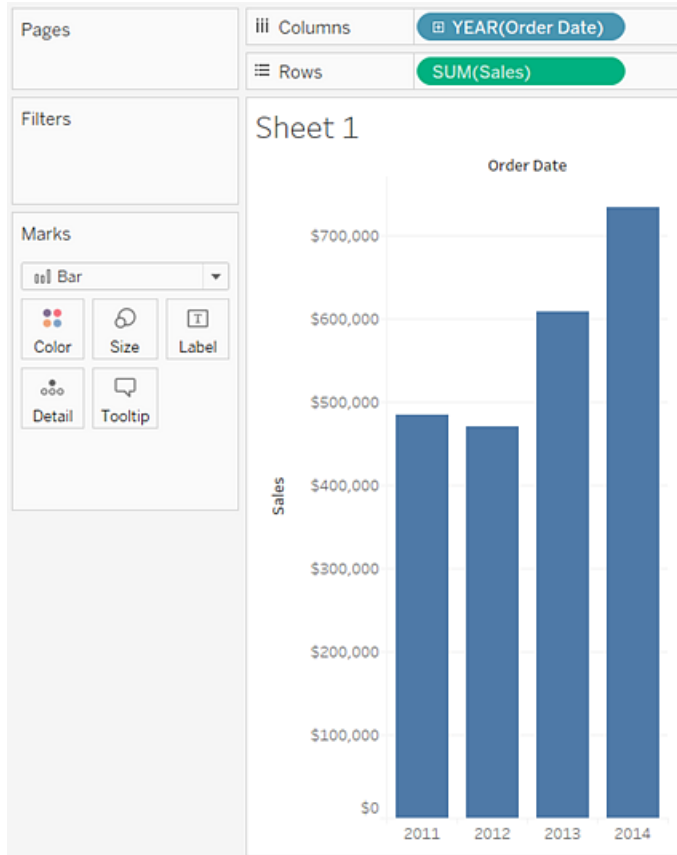 Pages
Columns
YEAR(Order Date)
Rows
SUM(Sales)
Filters
Sheet 1
Order Date
Marks
Bar
Color
Size
Label
Detail
Tooltip
Sales
$700,000
$600,000
$500,000
$400,000
$300,000
$200,000
$100,000
$0
2011 2012 2013 2014